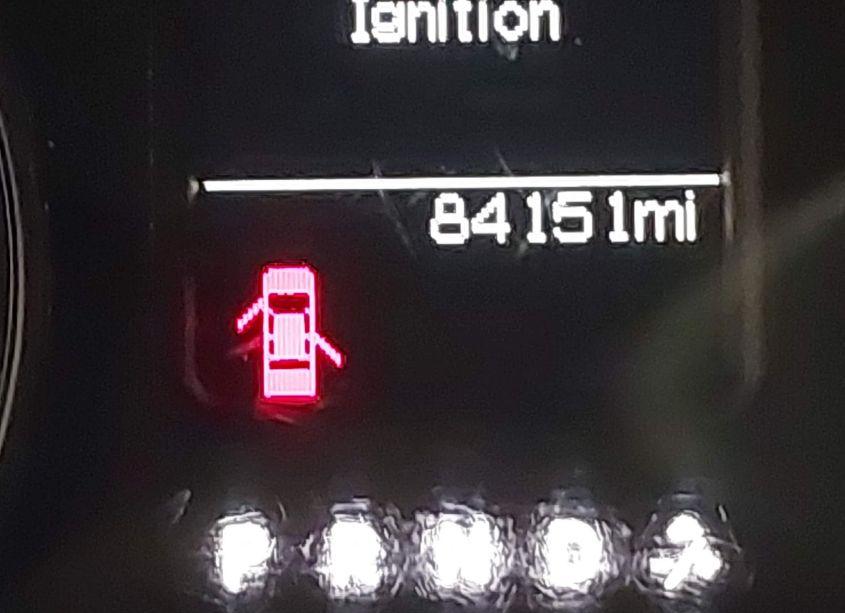 Ignition
84151mi
P R N D